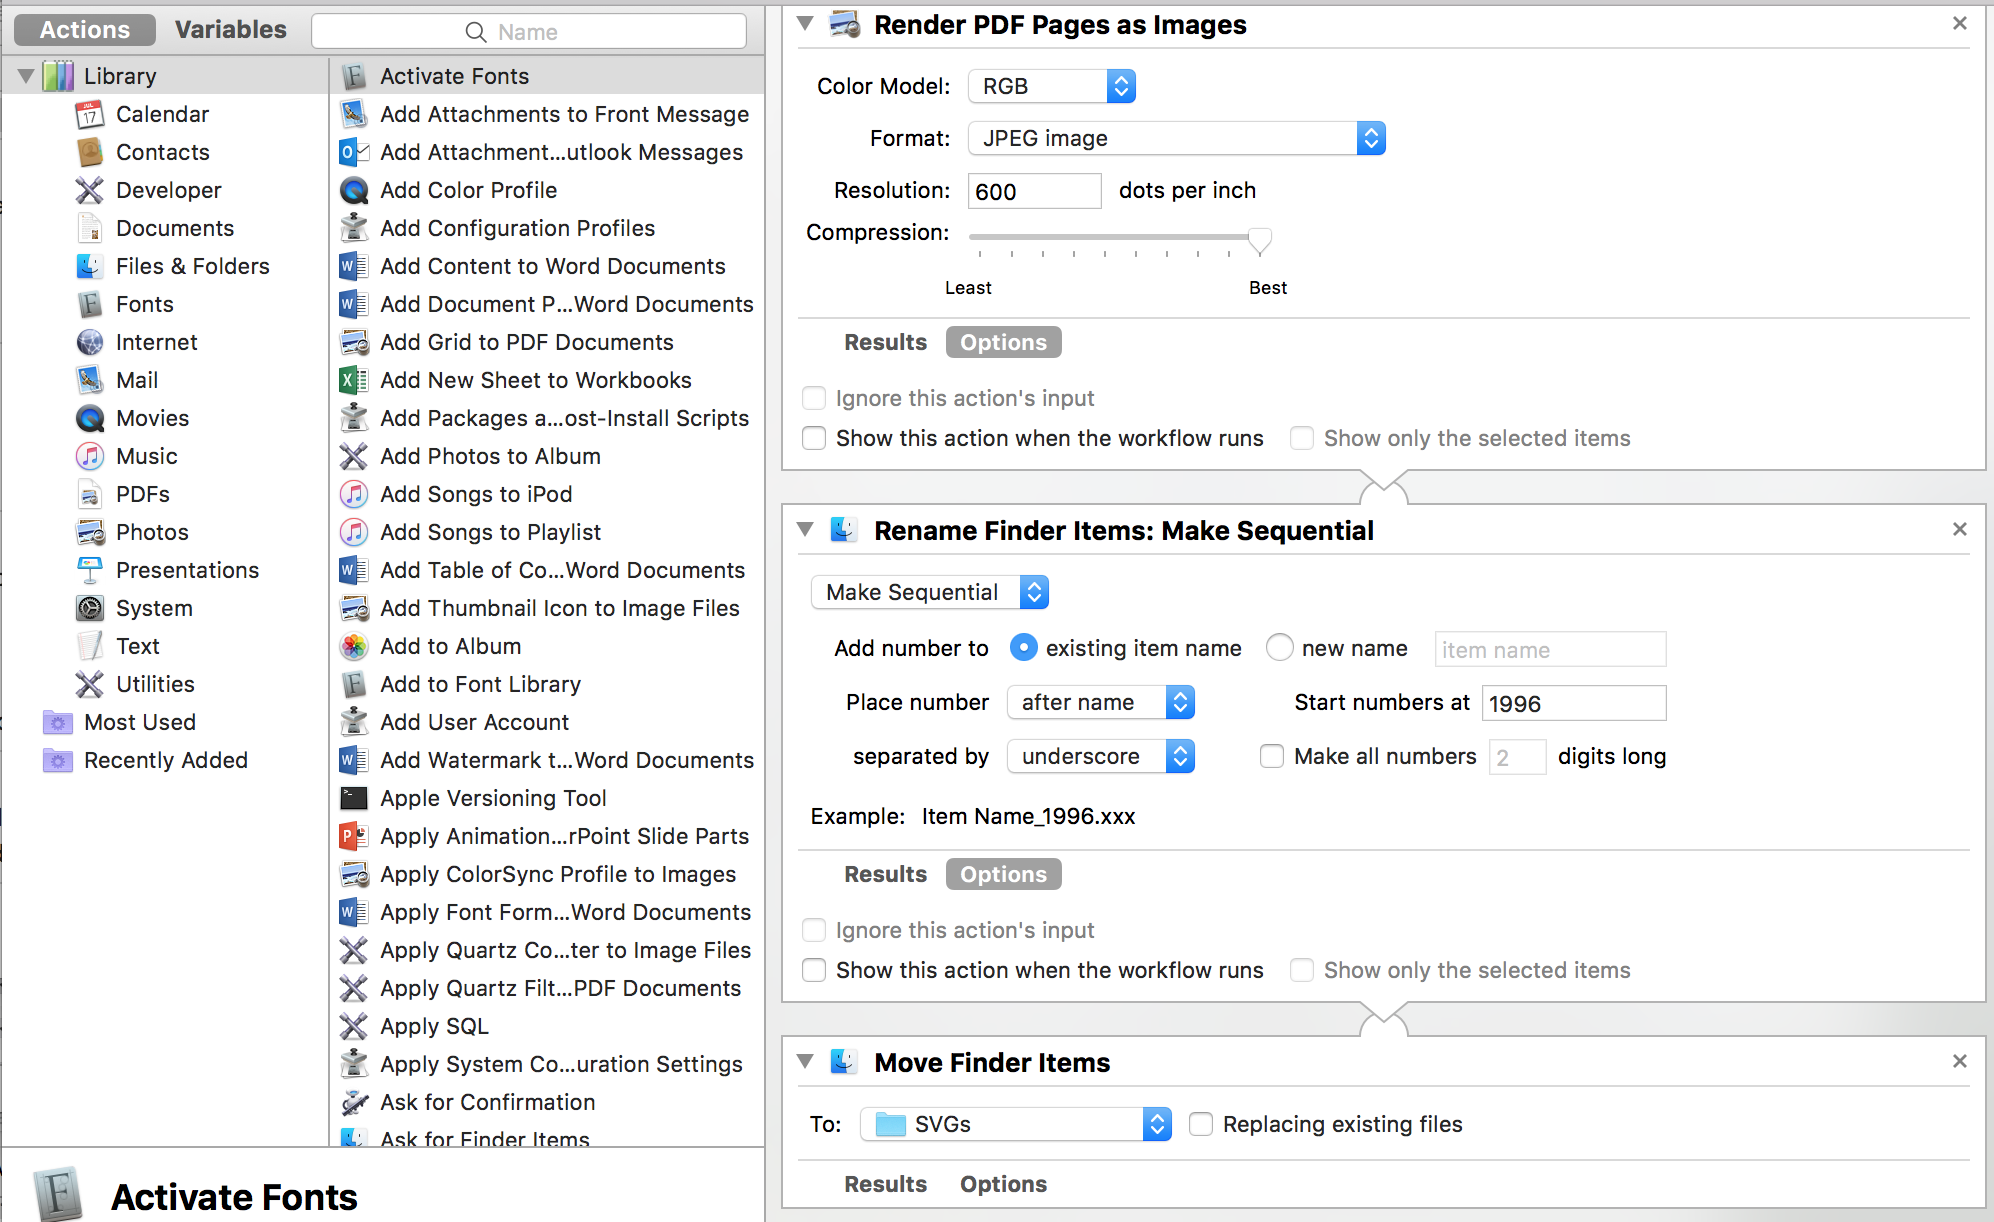 Actions Variables Name
Library
Calendar
Contacts
Developer
Documents
Files & Folders
Fonts
Internet
Mail
Movies
Music
PDFs
Photos
Presentations
System
Text
Utilities
Most Used
Recently Added
Activate Fonts
Add Attachments to Front Message
Add Attachment...utlook Messages
Add Color Profile
Add Configuration Profiles
Add Content to Word Documents
Add Document P...Word Documents
Add Grid to PDF Documents
Add New Sheet to Workbooks
Add Packages a...ost-Install Scripts
Add Photos to Album
Add Songs to iPod
Add Songs to Playlist
Add Table of Co...Word Documents
Add Thumbnail Icon to Image Files
Add to Album
Add to Font Library
Add User Account
Add Watermark t...Word Documents
Apple Versioning Tool
Apply Animation...rPoint Slide Parts
Apply ColorSync Profile to Images
Apply Font Form...Word Documents
Apply Quartz Co...ter to Image Files
Apply Quartz Filt...PDF Documents
Apply SQL
Apply System Co...uration Settings
Ask for Confirmation
Ask for Finder Items
Activate Fonts
Render PDF Pages as Images
Color Model: RGB
Format: JPEG image
Resolution: 600 dots per inch
Compression:
Least Best
Results Options
Ignore this action's input
Show this action when the workflow runs Show only the selected items
Rename Finder Items: Make Sequential
Make Sequential
Add number to existing item name new name item name
Place number after name Start numbers at 1996
separated by underscore Make all numbers 2 digits long
Example: Item Name_1996.xxx
Results Options
Ignore this action's input
Show this action when the workflow runs Show only the selected items
Move Finder Items
To: SVGs Replacing existing files
Results Options